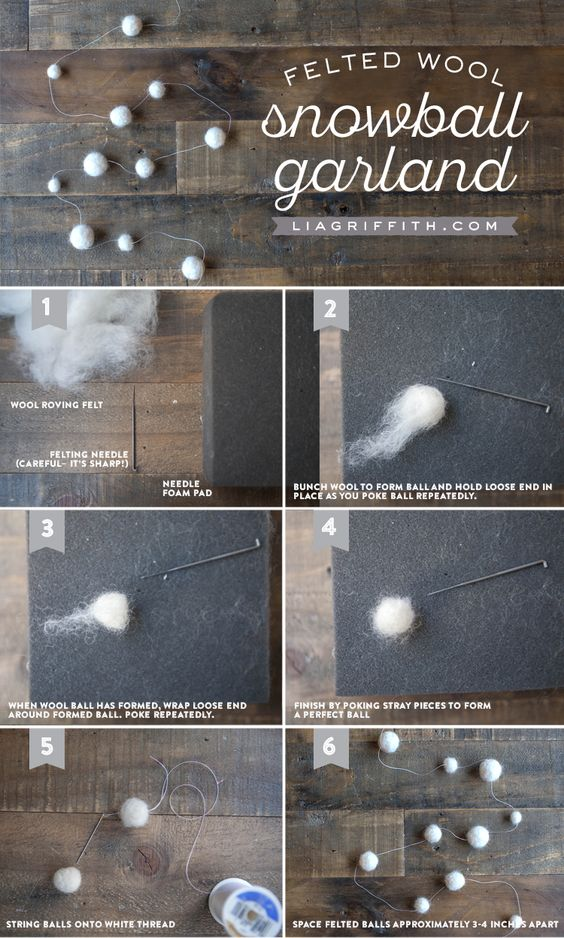 FELTED WOOL
snowball
garland
LIAGRIFFITH.COM
1
WOOL ROVING FELT
FELTING NEEDLE
(CAREFUL- IT'S SHARP!)
NEEDLE
FOAM PAD
2
BUNCH WOOL TO FORM BALL AND HOLD LOOSE END IN
PLACE AS YOU POKE BALL REPEATEDLY.
3
WHEN WOOL BALL HAS FORMED, WRAP LOOSE END
AROUND FORMED BALL. POKE REPEATEDLY.
4
FINISH BY POKING STRAY PIECES TO FORM
A PERFECT BALL
5
STRING BALLS ONTO WHITE THREAD
6
SPACE FELTED BALLS APPROXIMATELY 3-4 INCHES APART